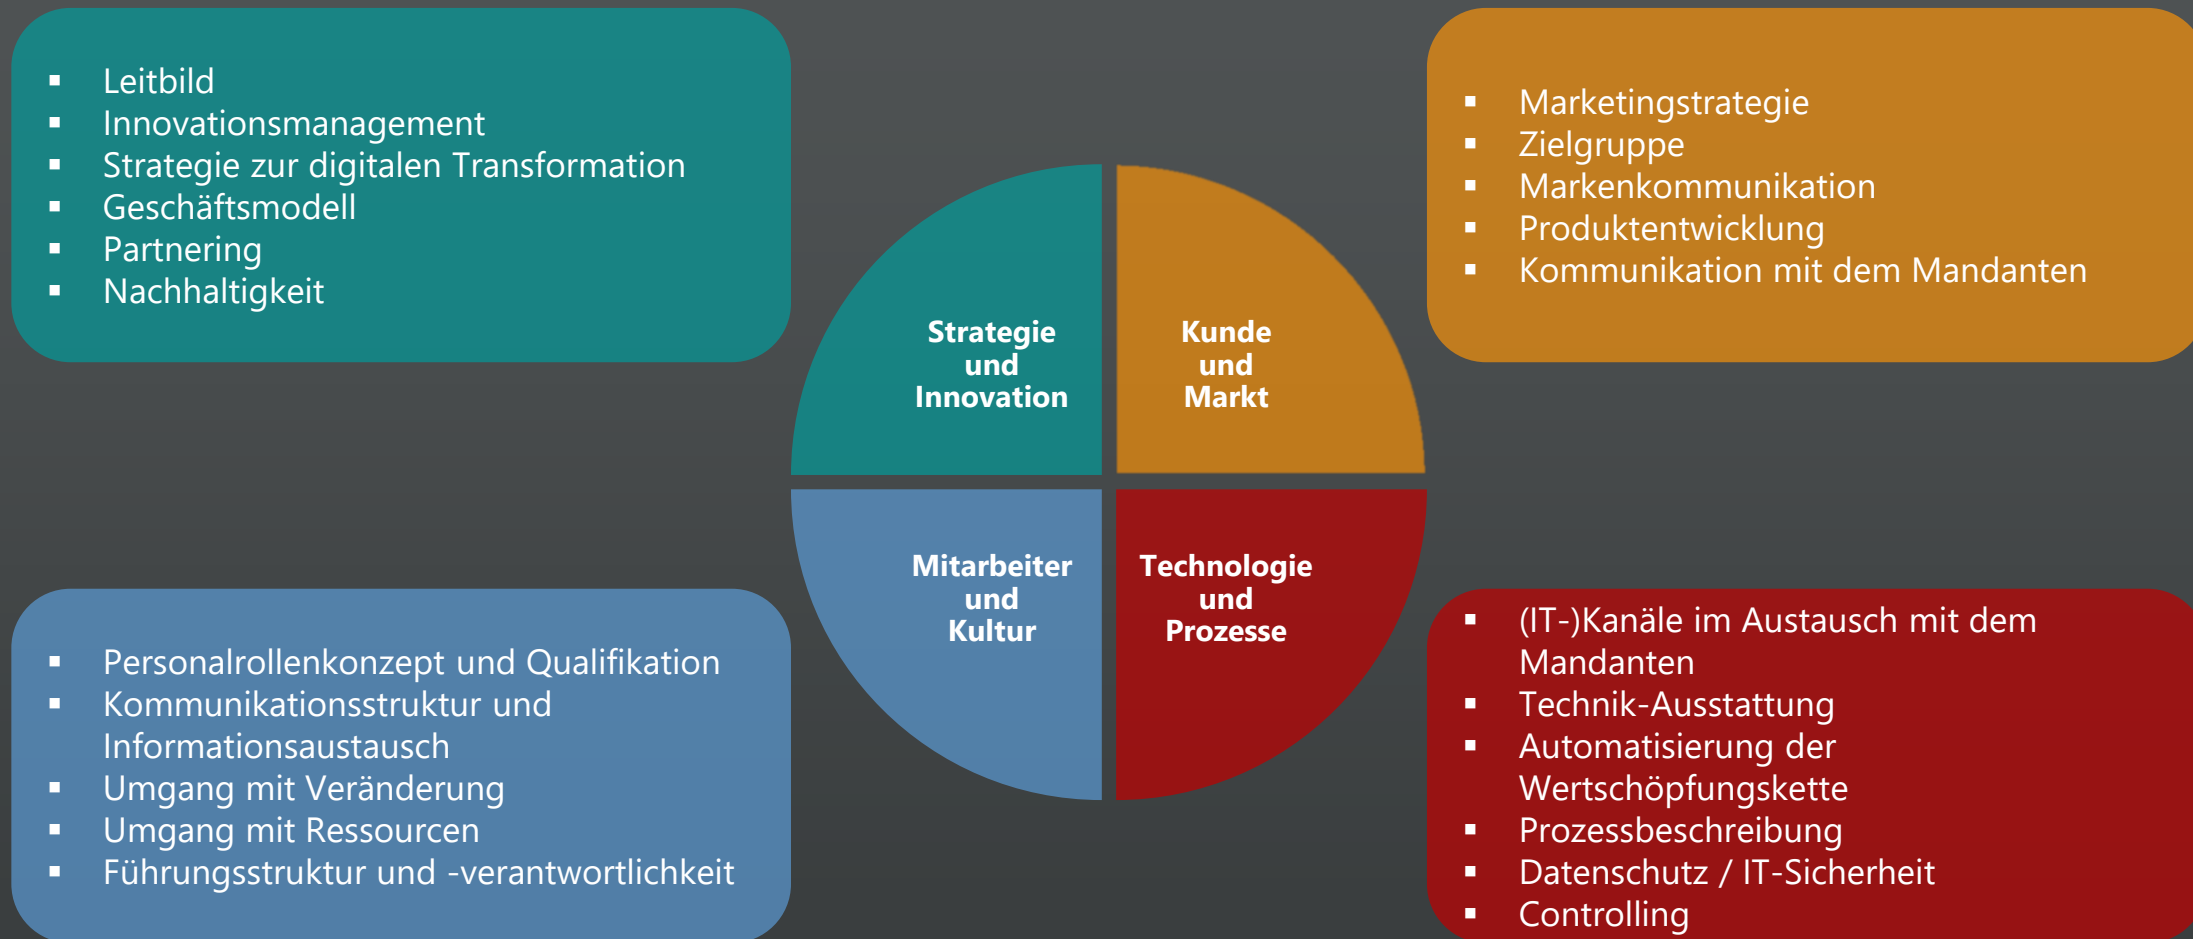 ▪ Leitbild
▪ Innovationsmanagement
▪ Strategie zur digitalen Transformation
▪ Geschäftsmodell
▪ Partnering
▪ Nachhaltigkeit
▪ Marketingstrategie
▪ Zielgruppe
▪ Markenkommunikation
▪ Produktentwicklung
▪ Kommunikation mit dem Mandanten
Strategie
und
Innovation
Kunde
und
Markt
Mitarbeiter
und
Kultur
Technologie
und
Prozesse
▪ Personalrollenkonzept und Qualifikation
▪ Kommunikationsstruktur und
Informationsaustausch
▪ Umgang mit Veränderung
▪ Umgang mit Ressourcen
▪ Führungsstruktur und -verantwortlichkeit
▪ (IT-)Kanäle im Austausch mit dem
Mandanten
▪ Technik-Ausstattung
▪ Automatisierung der
Wertschöpfungskette
▪ Prozessbeschreibung
▪ Datenschutz / IT-Sicherheit
▪ Controlling